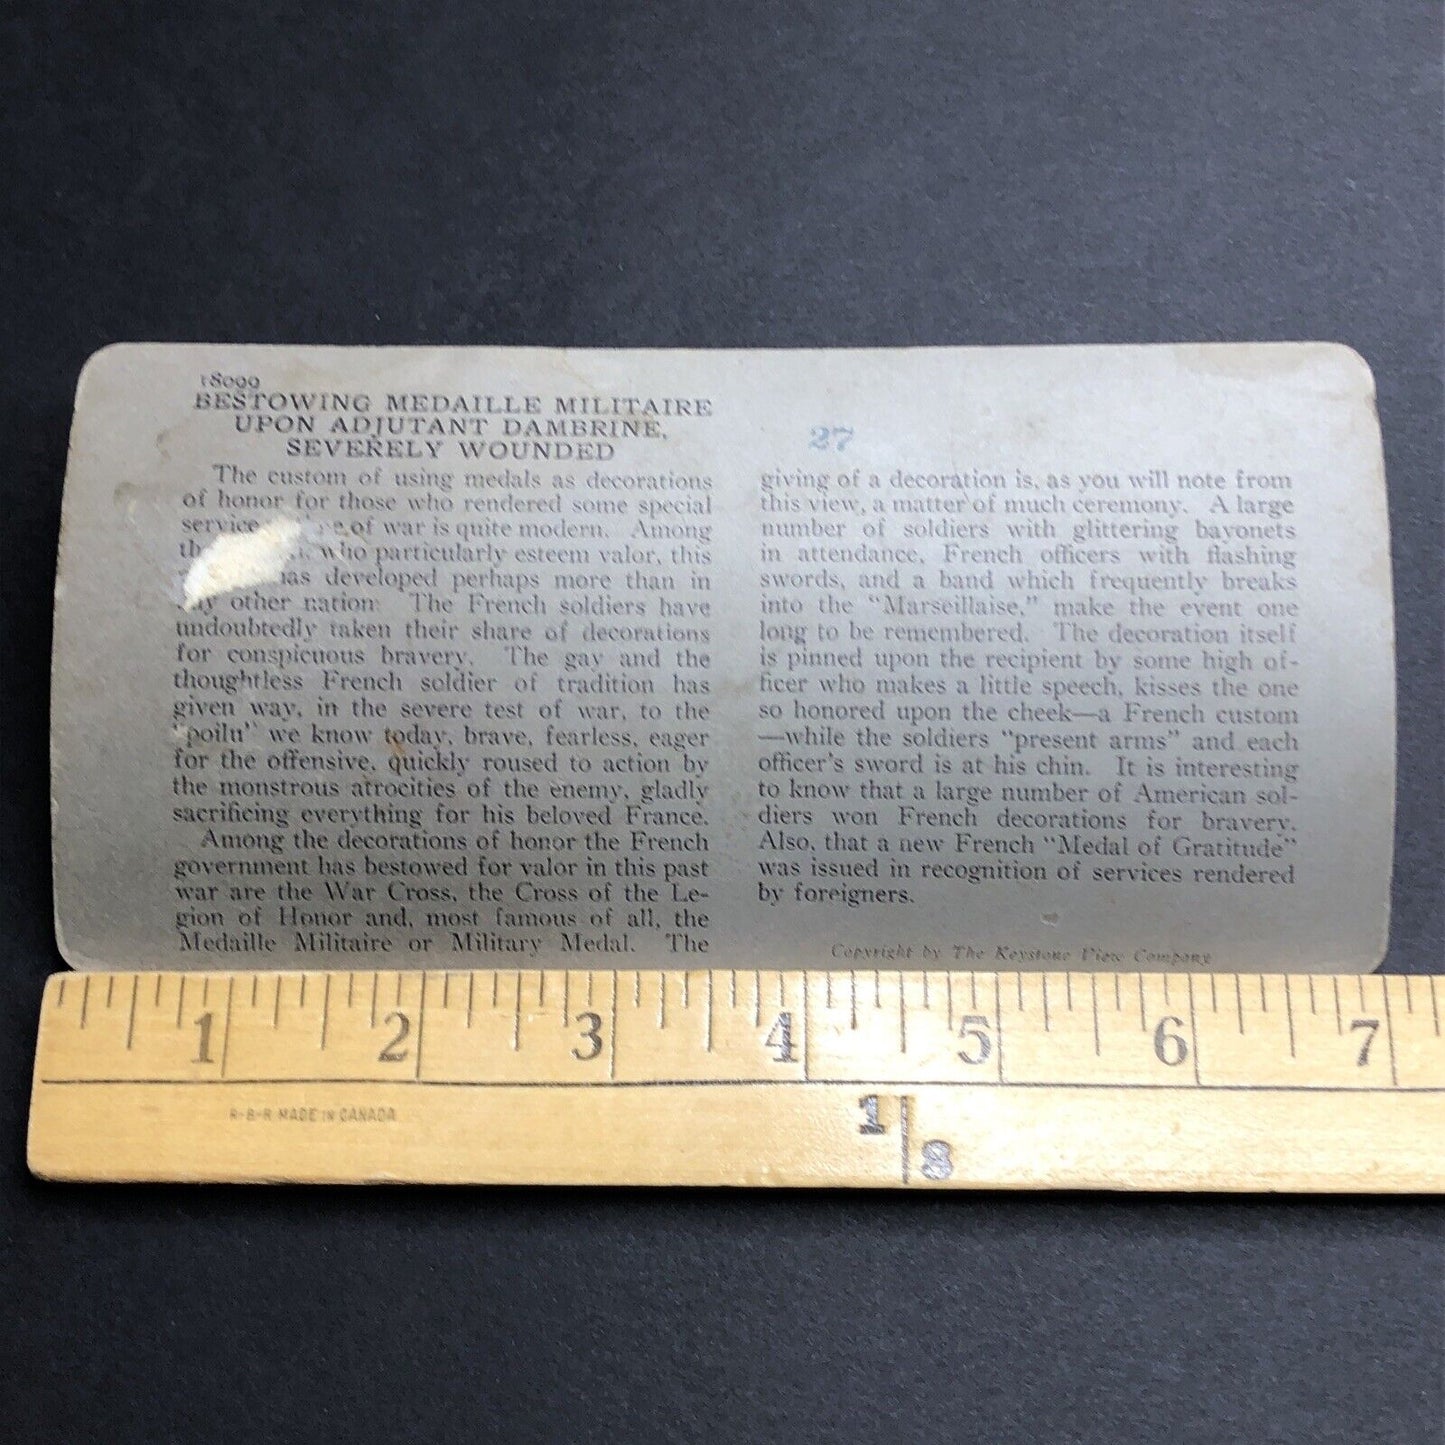 18099
BESTOWING MEDAILLE MILITAIRE
UPON ADJUTANT DAMBRINE,
SEVERELY WOUNDED
The custom of using medals as decorations
of honor for those who rendered some special
service of war is quite modern. Among
who particularly esteem valor, this
has developed perhaps more than in
other nation. The French soldiers have
undoubtedly taken their share of decorations
for conspicuous bravery. The gay and the
thoughtless French soldier of tradition has
given way, in the severe test of war, to the
"poilu" we know today, brave, fearless, eager
for the offensive, quickly roused to action by
the monstrous atrocities of the enemy, gladly
sacrificing everything for his beloved France.
Among the decorations of honor the French
government has bestowed for valor in this past
war are the War Cross, the Cross of the Le-
gion of Honor and, most famous of all, the
Medaille Militaire or Military Medal. The
27
giving of a decoration is, as you will note from
this view, a matter of much ceremony. A large
number of soldiers with glittering bayonets
in attendance, French officers with flashing
swords, and a band which frequently breaks
into the "Marseillaise," make the event one
long to be remembered. The decoration itself
is pinned upon the recipient by some high of-
ficer who makes a little speech, kisses the one
so honored upon the cheek—a French custom
—while the soldiers "present arms" and each
officer's sword is at his chin. It is interesting
to know that a large number of American sol-
diers won French decorations for bravery.
Also, that a new French "Medal of Gratitude"
was issued in recognition of services rendered
by foreigners.
Copyright by The Keystone View Company
1 2 3 4 5 6 7
R-B-R MADE IN CANADA
1/8